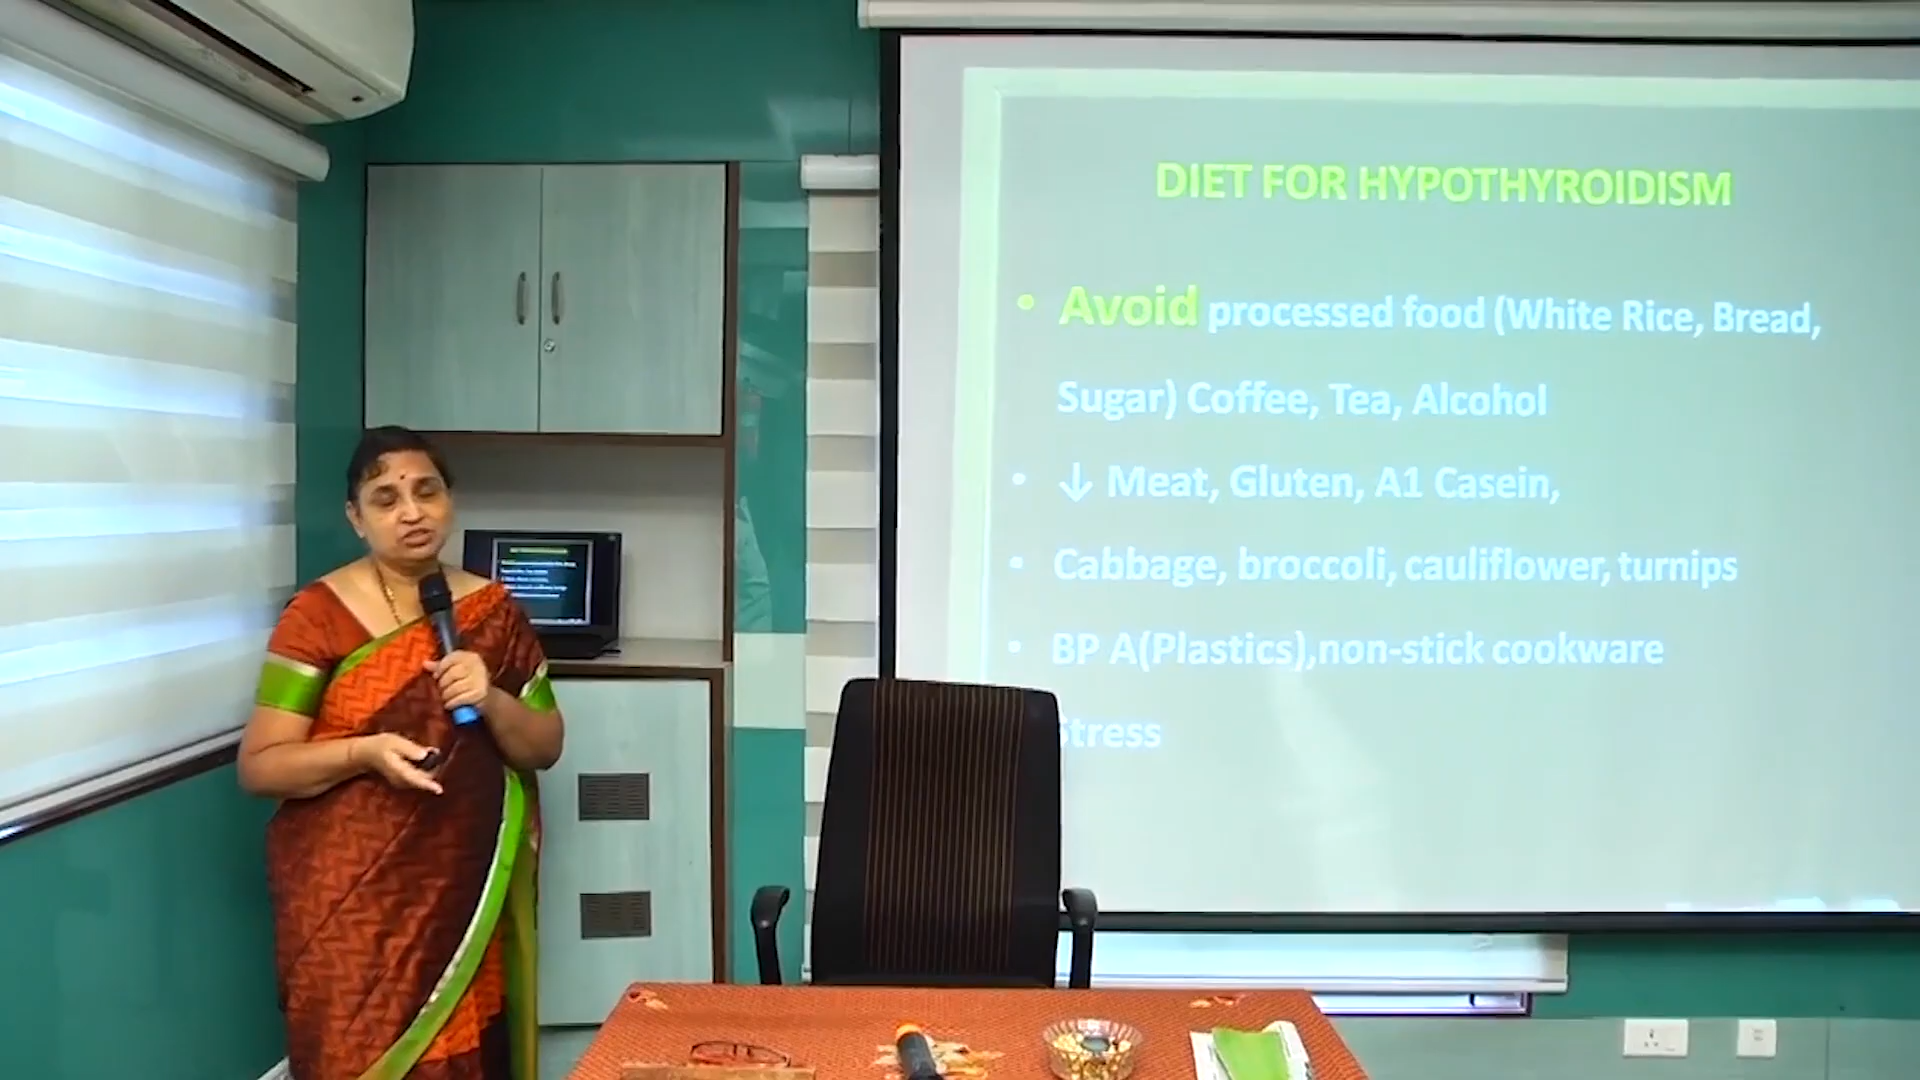 DIET FOR HYPOTHYROIDISM
• Avoid processed food (White Rice, Bread,
Sugar) Coffee, Tea, Alcohol
• ↓ Meat, Gluten, A1 Casein,
• Cabbage, broccoli, cauliflower, turnips
• BP A(Plastics),non-stick cookware
Stress